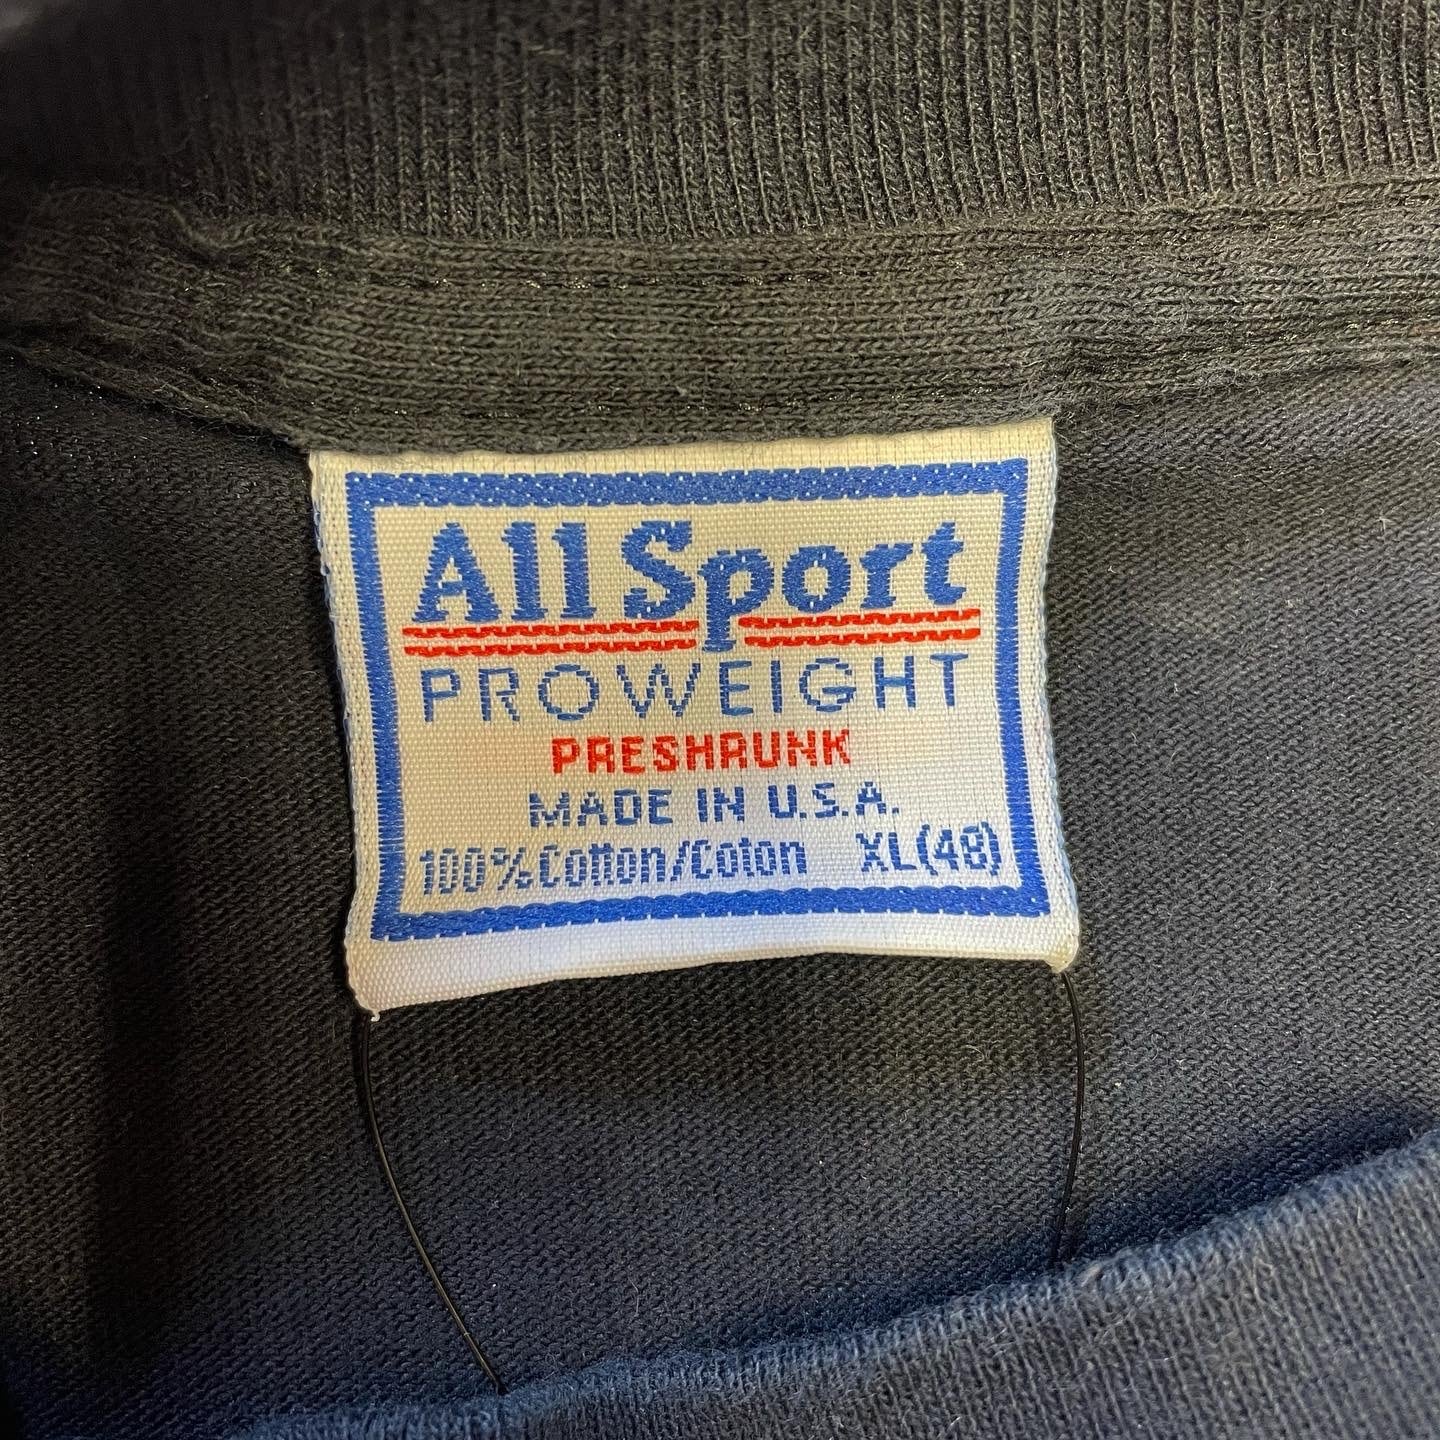 All Sport
PROWEIGHT
PRESHRUNK
MADE IN U.S.A.
100% Cotton/Coton XL(48)